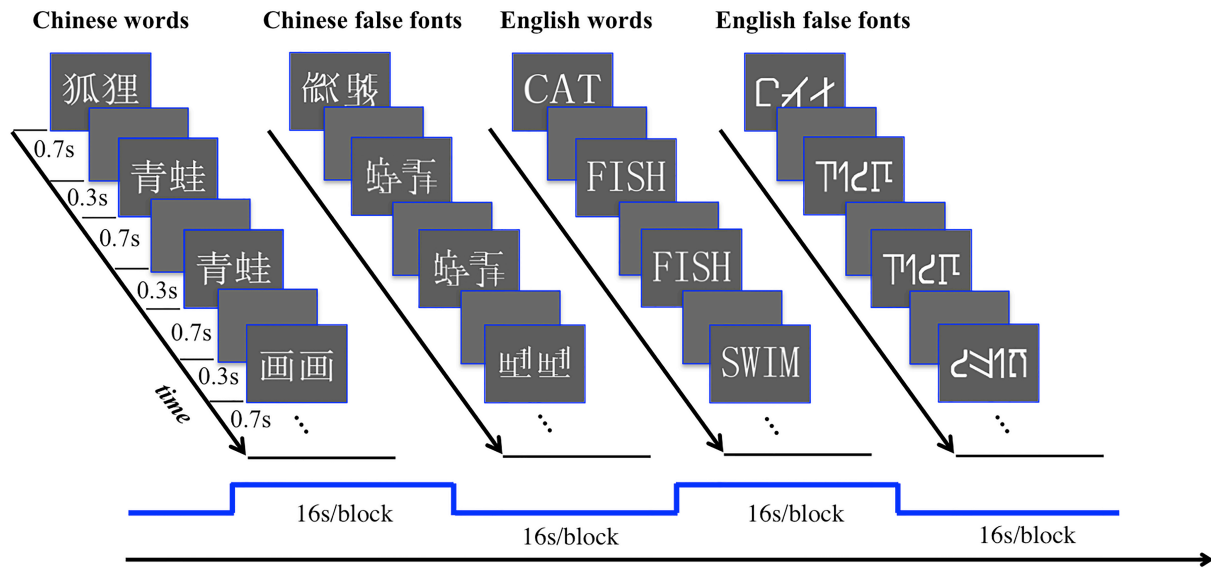 Chinese words
Chinese false fonts
English words
English false fonts
狐狸
CAT
0.7s
青蛙
FISH
0.3s
0.7s
青蛙
FISH
0.3s
0.7s
画画
SWIM
0.3s
time
0.7s
16s/block
16s/block
16s/block
16s/block